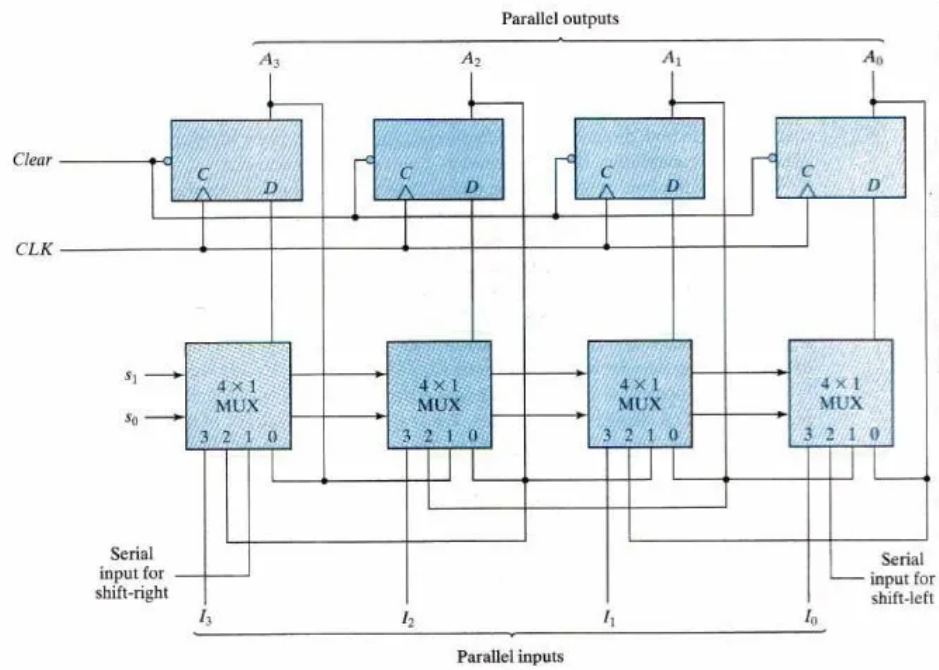 Parallel outputs
A3 A2 A1 A0
Clear
C D C D C D C D
CLK
s1
4 × 1 4 × 1 4 × 1 4 × 1
MUX MUX MUX MUX
s0
3 2 1 0 3 2 1 0 3 2 1 0 3 2 1 0
Serial
input for
shift-right
Serial
input for
shift-left
I3 I2 I1 I0
Parallel inputs